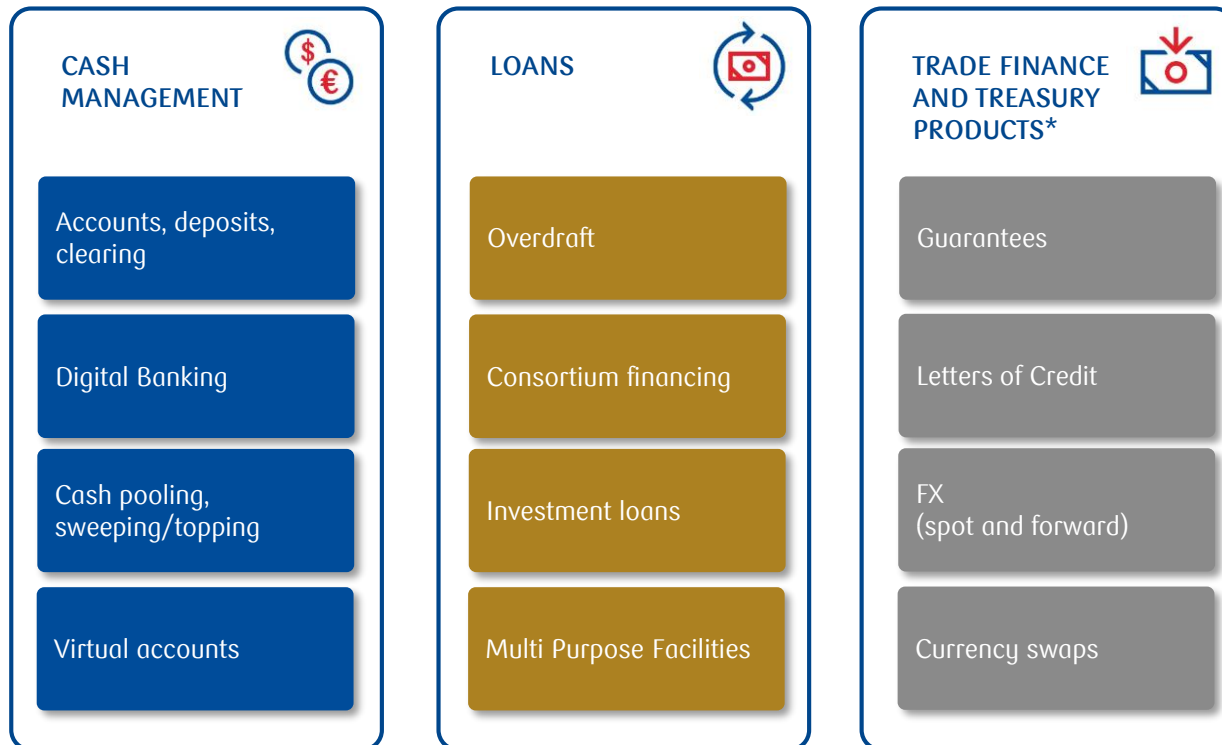 CASH
MANAGEMENT
$
€
Accounts, deposits,
clearing
Digital Banking
Cash pooling,
sweeping/topping
Virtual accounts
LOANS
Overdraft
Consortium financing
Investment loans
Multi Purpose Facilities
TRADE FINANCE
AND TREASURY
PRODUCTS*
Guarantees
Letters of Credit
FX
(spot and forward)
Currency swaps